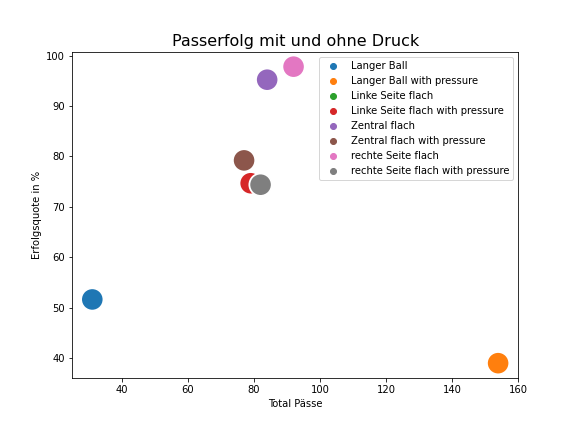 Passerfolg mit und ohne Druck
100
90
80
70
60
50
40
Erfolgsquote in %
Langer Ball
Langer Ball with pressure
Linke Seite flach
Linke Seite flach with pressure
Zentral flach
Zentral flach with pressure
rechte Seite flach
rechte Seite flach with pressure
40 60 80 100 120 140 160
Total Pässe